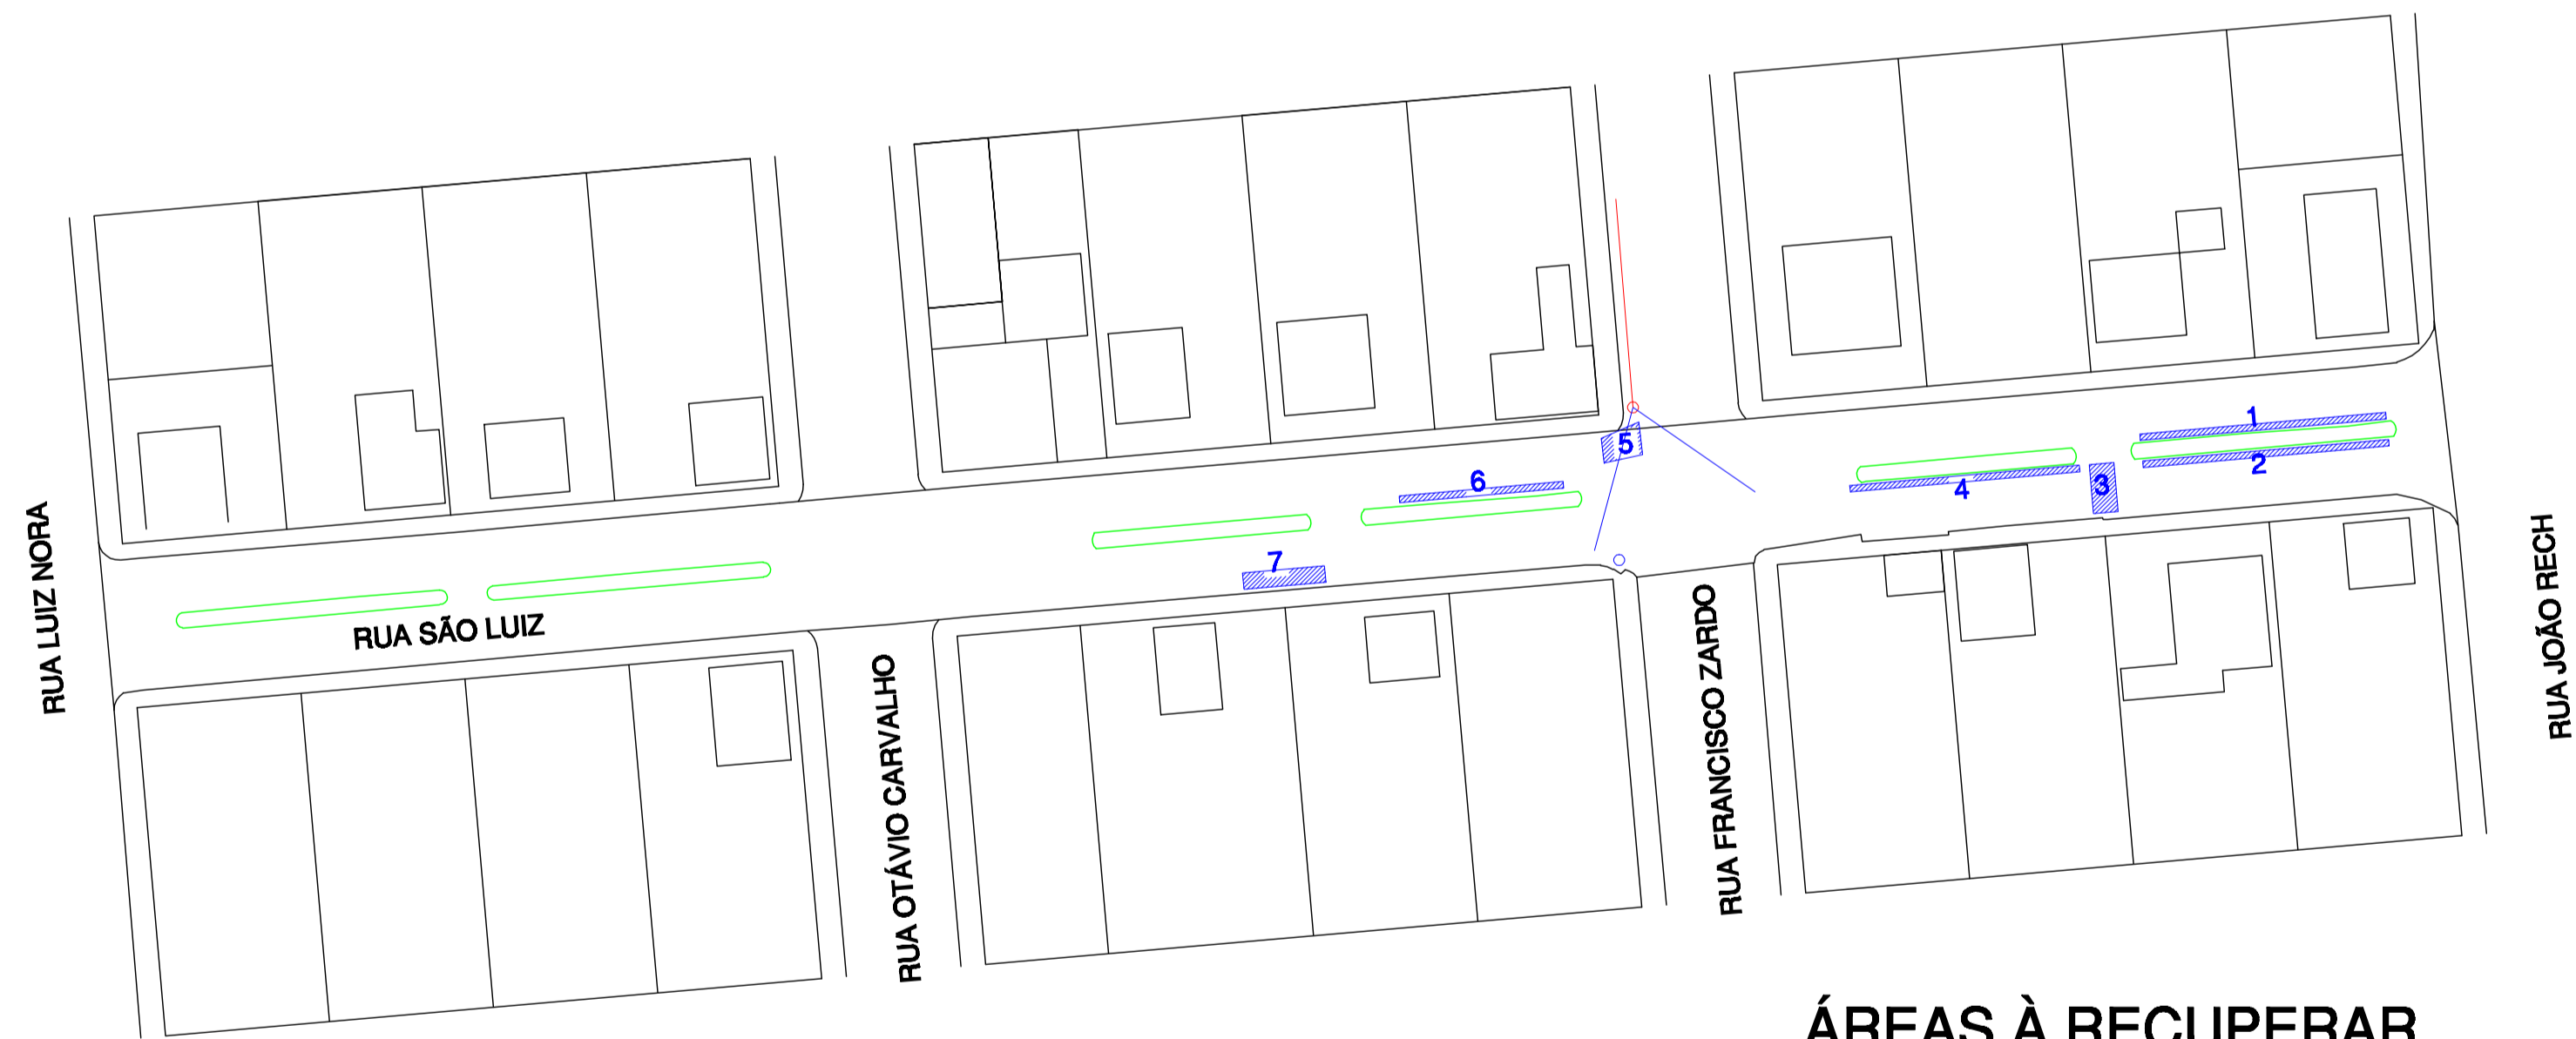 1
2
3
4
5
6
7
RUA LUIZ NORA
RUA SÃO LUIZ
RUA OTÁVIO CARVALHO
RUA FRANCISCO ZARDO
RUA JOÃO RECH
ÁREAS À RECUPERAR